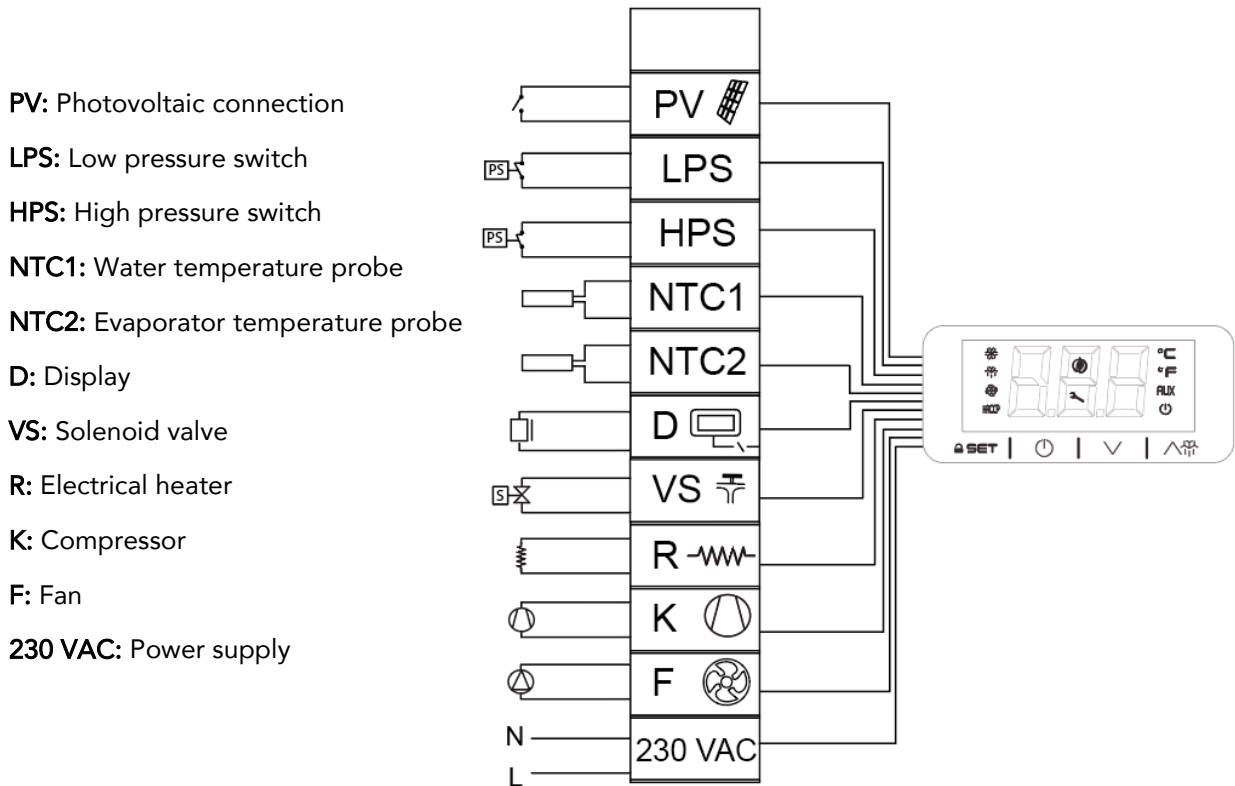 PV: Photovoltaic connection
LPS: Low pressure switch
HPS: High pressure switch
NTC1: Water temperature probe
NTC2: Evaporator temperature probe
D: Display
VS: Solenoid valve
R: Electrical heater
K: Compressor
F: Fan
230 VAC: Power supply
PV
PS
LPS
PS
HPS
NTC1
NTC2
D
S
VS
R
K
F
N
L
230 VAC
°C
°F
AUX
SET